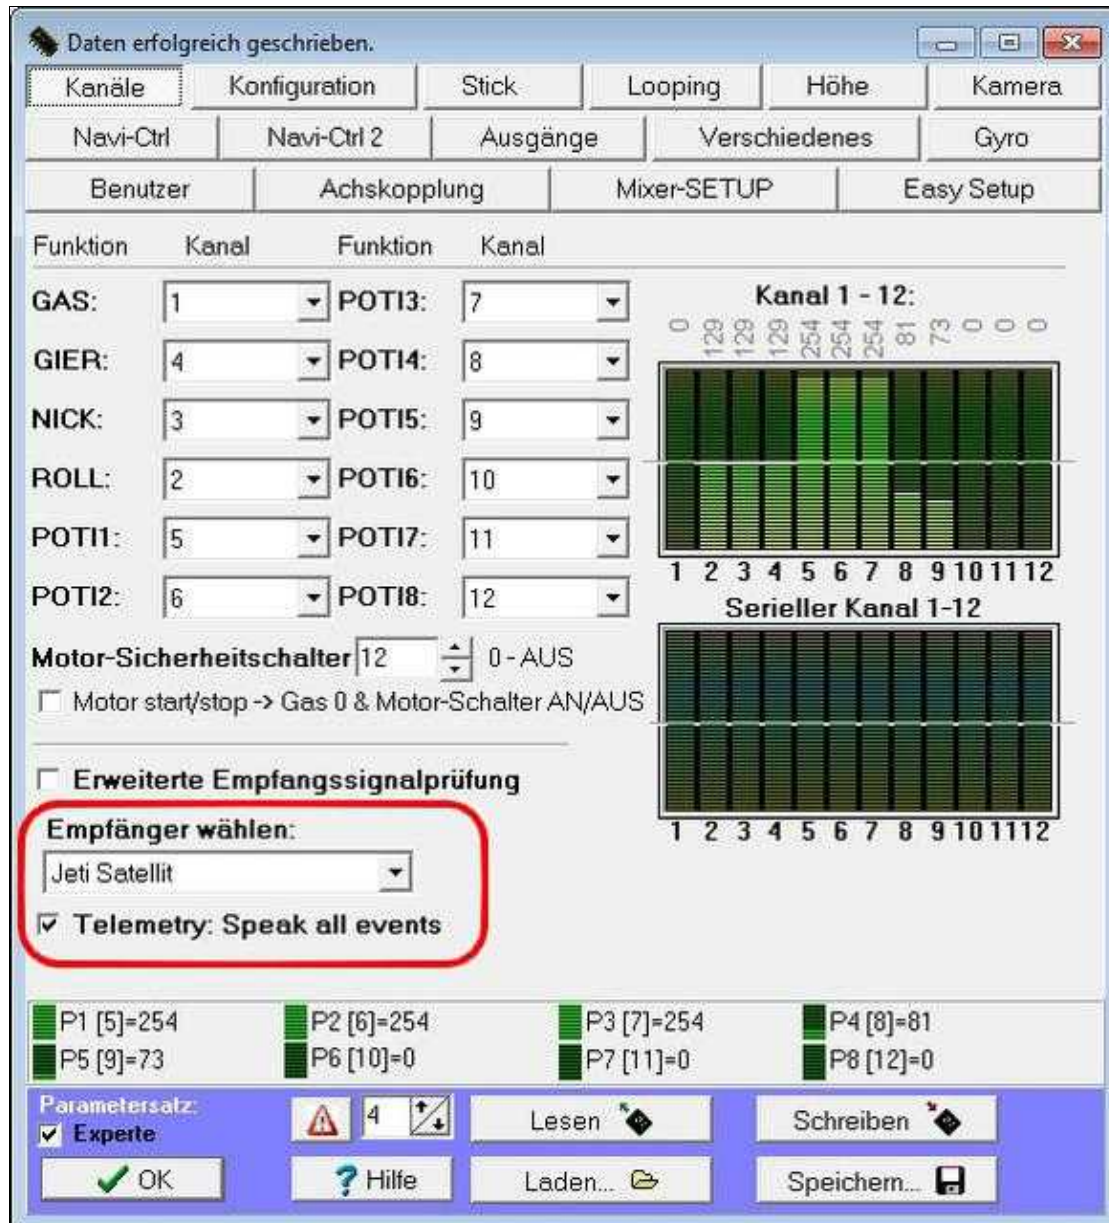 Daten erfolgreich geschrieben.
Kanäle Konfiguration Stick Looping Höhe Kamera
Navi-Ctrl Navi-Ctrl 2 Ausgänge Verschiedenes Gyro
Benutzer Achskopplung Mixer-SETUP Easy Setup
Funktion Kanal Funktion Kanal
GAS: 1 POTI3: 7
GIER: 4 POTI4: 8
NICK: 3 POTI5: 9
ROLL: 2 POTI6: 10
POTI1: 5 POTI7: 11
POTI2: 6 POTI8: 12
Motor-Sicherheitschalter 12 0 - AUS
Motor start/stop -> Gas 0 & Motor-Schalter AN/AUS
Erweiterte Empfangssignalprüfung
Empfänger wählen:
Jeti Satellit
Telemetry: Speak all events
Kanal 1 - 12:
0 129 129 129 254 254 254 81 73 0 0 0
1 2 3 4 5 6 7 8 9 10 11 12
Serieller Kanal 1-12
1 2 3 4 5 6 7 8 9 10 11 12
P1 [5]=254 P2 [6]=254 P3 [7]=254 P4 [8]=81
P5 [9]=73 P6 [10]=0 P7 [11]=0 P8 [12]=0
Parametersatz:
Experte 4 Lesen Schreiben
OK Hilfe Laden... Speichern...